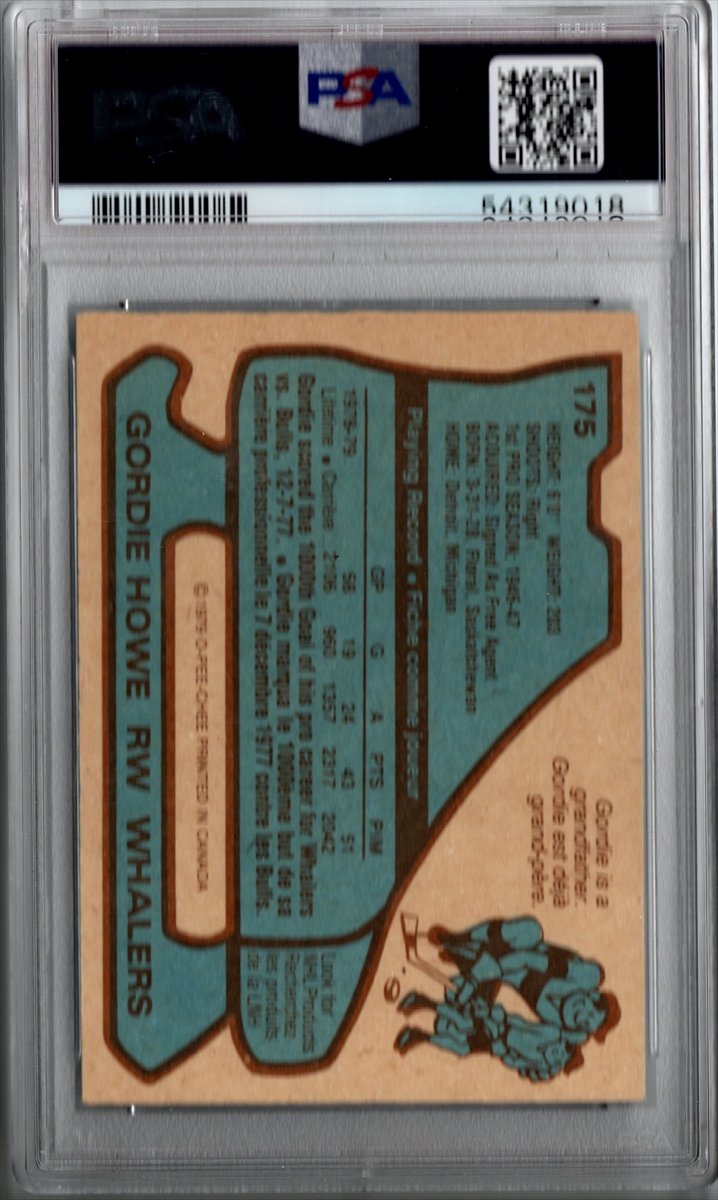 PSA
PSA
54319018
175
HEIGHT: 6'0" WEIGHT: 203
SHOOTS: Right
1st PRO SEASON: 1946-47
ACQUIRED: Signed As Free Agent
BORN: 3-31-28, Floral, Saskatchewan
HOME: Detroit, Michigan
Gordie is a
grandfather.
Gordie est déjà
grand-père.
9
Playing Record • Fiche comme joueur
GP G A PTS PIM
1978-79 58 19 24 43 51
Lifetime • Carrière 2106 960 1357 2317 2042
Gordie scored the 1000th Goal of his pro career for Whalers
vs. Bulls, 12-7-77. • Gordie marqua le 1000ème but de sa
carrière professionnelle le 7 décembre 1977 contre Les Bulls.
Look for
NHL Products
Recherchez
les produits
de la LNH
© 1979 O-PEE-CHEE PRINTED IN CANADA
GORDIE HOWE RW WHALERS